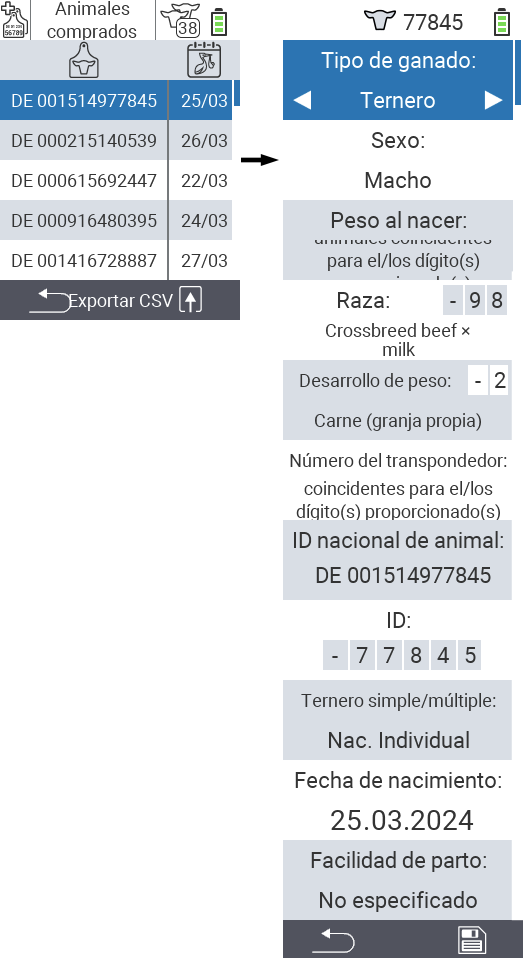 Animales
comprados
38
DE 001514977845 25/03
DE 000215140539 26/03
DE 000615692447 22/03
DE 000916480395 24/03
DE 001416728887 27/03
Exportar CSV
77845
Tipo de ganado:
Ternero
Sexo:
Macho
Peso al nacer:
animales coincidentes
para el/los dígito(s)
Raza: - 9 8
Crossbreed beef ×
milk
Desarrollo de peso: - 2
Carne (granja propia)
Número del transpondedor:
coincidentes para el/los
dígito(s) proporcionado(s)
ID nacional de animal:
DE 001514977845
ID:
- 7 7 8 4 5
Ternero simple/múltiple:
Nac. Individual
Fecha de nacimiento:
25.03.2024
Facilidad de parto:
No especificado